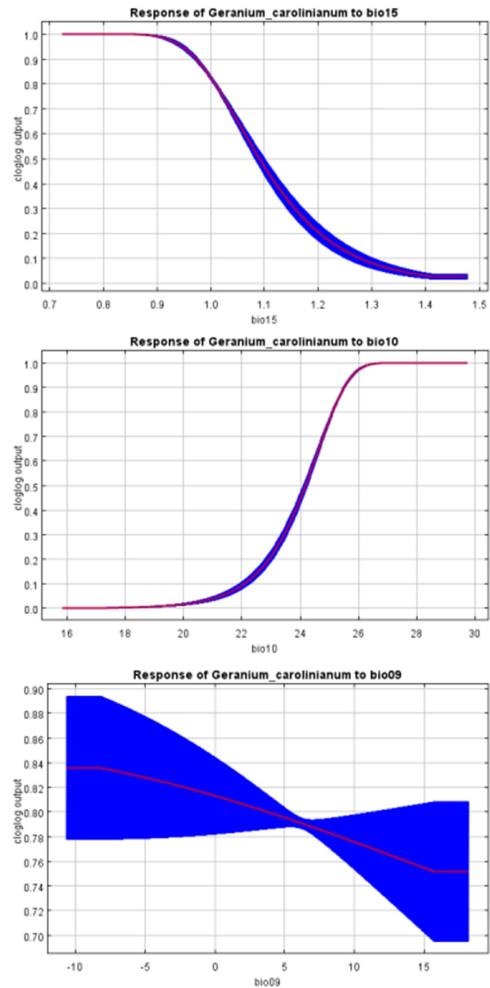 Response of Geranium_carolinianum to bio15
1.0
0.9
0.8
0.7
0.6
0.5
0.4
0.3
0.2
0.1
0.0
cloglog output
0.7 0.8 0.9 1.0 1.1 1.2 1.3 1.4 1.5
bio15
Response of Geranium_carolinianum to bio10
1.0
0.9
0.8
0.7
0.6
0.5
0.4
0.3
0.2
0.1
0.0
cloglog output
16 18 20 22 24 26 28 30
bio10
Response of Geranium_carolinianum to bio09
0.90
0.88
0.86
0.84
0.82
0.80
0.78
0.76
0.74
0.72
0.70
cloglog output
-10 -5 0 5 10 15
bio09